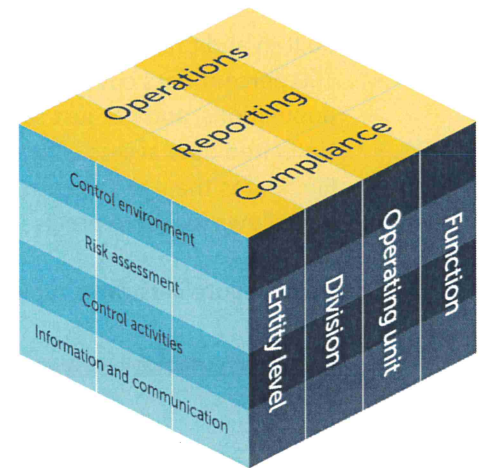 Operations
Reporting
Compliance
Control environment
Risk assessment
Control activities
Information and communication
Entity level
Division
Operating unit
Function